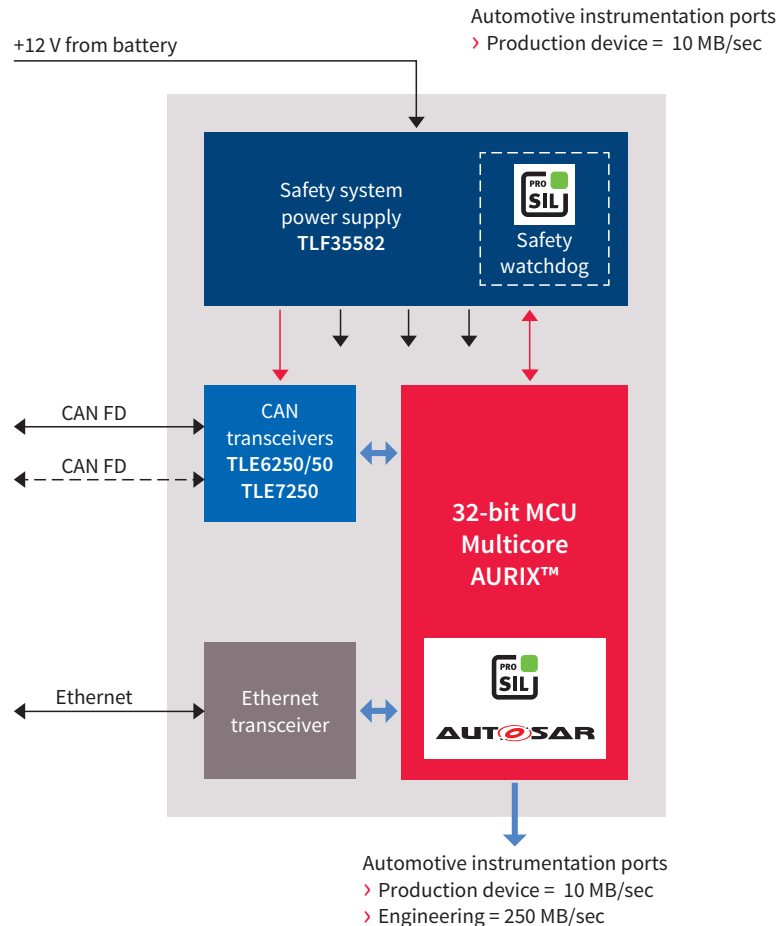 Automotive instrumentation ports
› Production device = 10 MB/sec
+12 V from battery
Safety system
power supply
TLF35582
PRO
SIL
Safety
watchdog
CAN FD
CAN FD
CAN
transceivers
TLE6250/50
TLE7250
32-bit MCU
Multicore
AURIX™
PRO
SIL
AUTOSAR
Ethernet
Ethernet
transceiver
Automotive instrumentation ports
› Production device = 10 MB/sec
› Engineering = 250 MB/sec